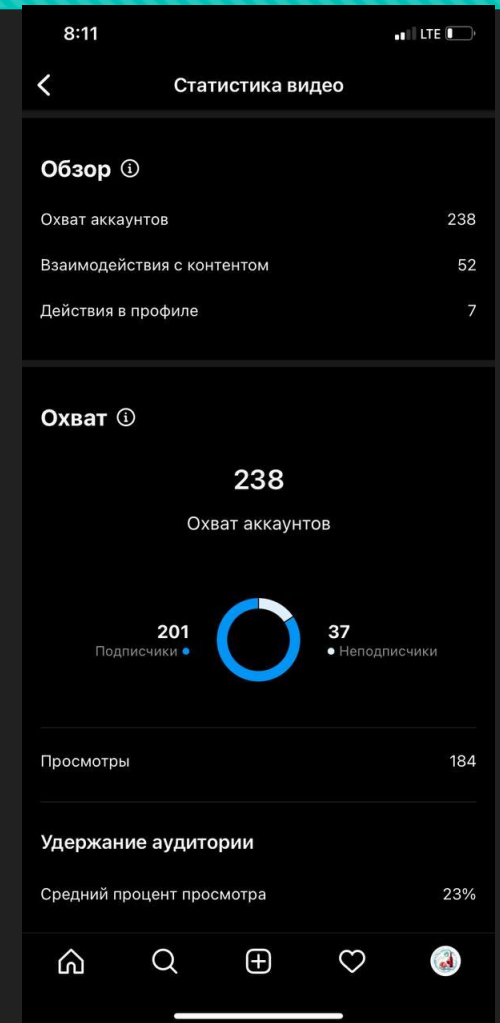 8:11 LTE
Статистика видео
Обзор
Охват аккаунтов 238
Взаимодействия с контентом 52
Действия в профиле 7
Охват
238
Охват аккаунтов
201 37
Подписчики Неподписчики
Просмотры 184
Удержание аудитории
Средний процент просмотра 23%